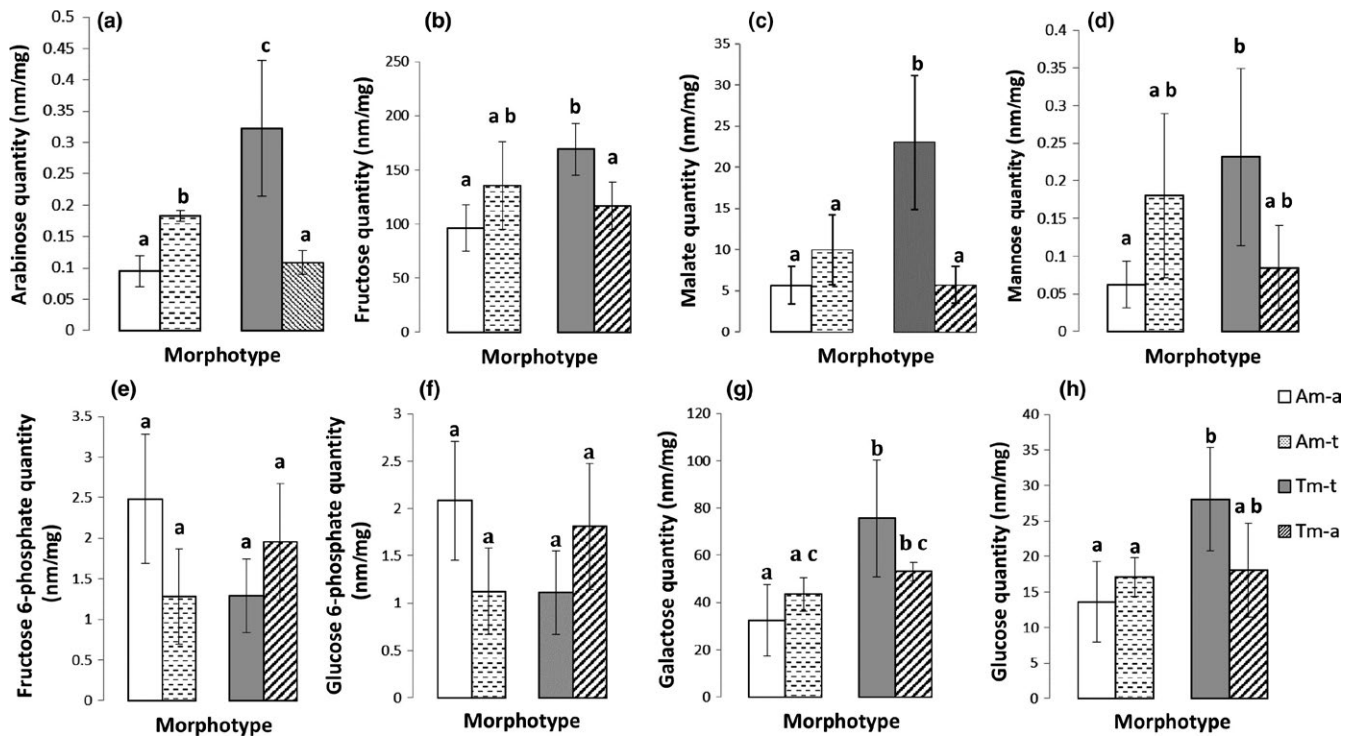 (a)
Arabinose quantity (nm/mg)
0.5
0.45
0.4
0.35
0.3
0.25
0.2
0.15
0.1
0.05
0
a
b
c
a
Morphotype
(b)
Fructose quantity (nm/mg)
250
200
150
100
50
0
a
a b
b
a
Morphotype
(c)
Malate quantity (nm/mg)
35
30
25
20
15
10
5
0
a
a
b
a
Morphotype
(d)
Mannose quantity (nm/mg)
0.4
0.35
0.3
0.25
0.2
0.15
0.1
0.05
0
a
a b
b
a b
Morphotype
(e)
Fructose 6-phosphate quantity
(nm/mg)
3.5
3
2.5
2
1.5
1
0.5
0
a
a
a
a
Morphotype
(f)
Glucose 6-phosphate quantity
(nm/mg)
3
2.5
2
1.5
1
0.5
0
a
a
a
a
Morphotype
(g)
Galactose quantity (nm/mg)
120
100
80
60
40
20
0
a
a c
b
b c
Morphotype
(h)
Glucose quantity (nm/mg)
40
35
30
25
20
15
10
5
0
a
a
b
a b
Morphotype
Am-a
Am-t
Tm-t
Tm-a